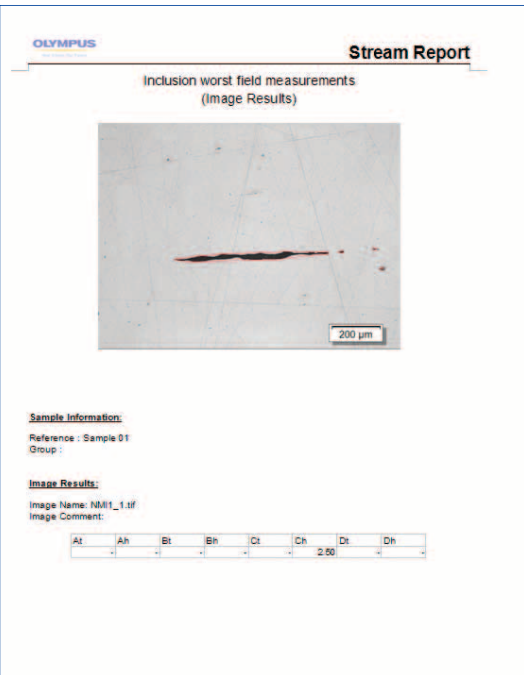 OLYMPUS
Stream Report
Inclusion worst field measurements
(Image Results)
200 µm
Sample Information:
Reference : Sample 01
Group :
Image Results:
Image Name: NMI1_1.tif
Image Comment:
At Ah Bt Bh Ct Ch Dt Dh
- - - - - 2.50 - -